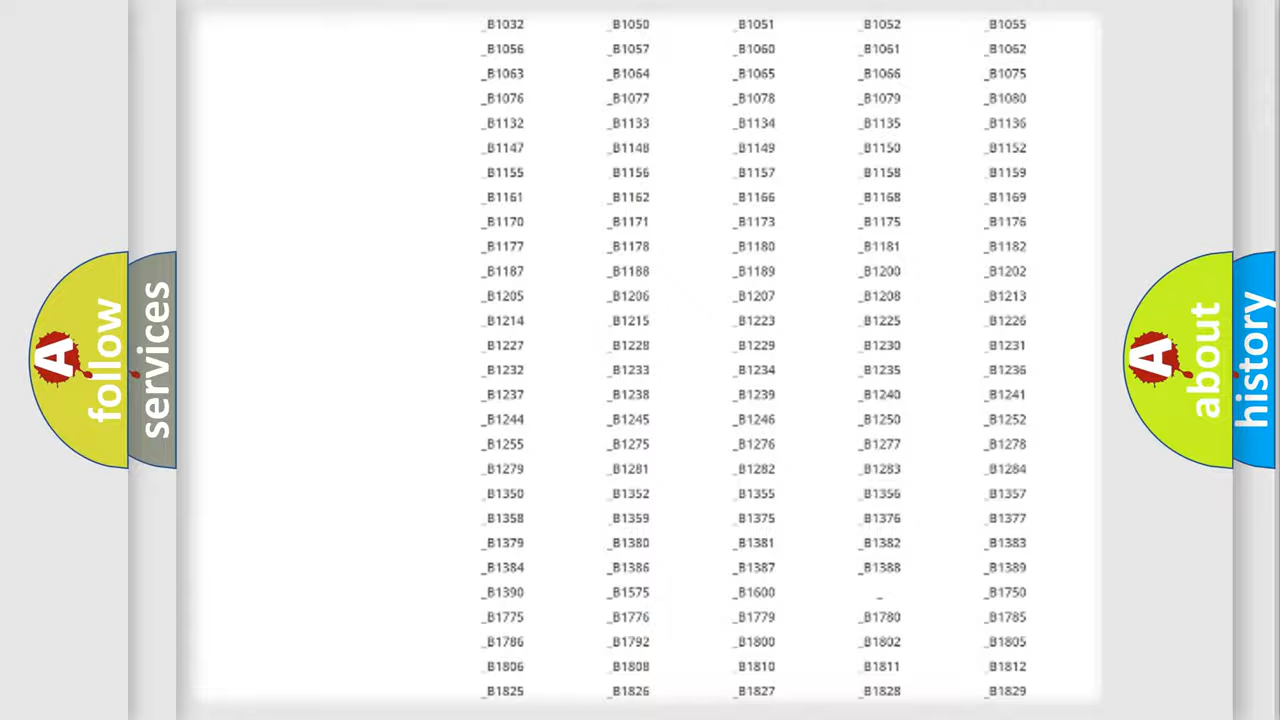 _B1032 _B1050 _B1051 _B1052 _B1055
_B1056 _B1057 _B1060 _B1061 _B1062
_B1063 _B1064 _B1065 _B1066 _B1075
_B1076 _B1077 _B1078 _B1079 _B1080
_B1132 _B1133 _B1134 _B1135 _B1136
_B1147 _B1148 _B1149 _B1150 _B1152
_B1155 _B1156 _B1157 _B1158 _B1159
_B1161 _B1162 _B1166 _B1168 _B1169
_B1170 _B1171 _B1173 _B1175 _B1176
_B1177 _B1178 _B1180 _B1181 _B1182
_B1187 _B1188 _B1189 _B1200 _B1202
_B1205 _B1206 _B1207 _B1208 _B1213
_B1214 _B1215 _B1223 _B1225 _B1226
_B1227 _B1228 _B1229 _B1230 _B1231
_B1232 _B1233 _B1234 _B1235 _B1236
_B1237 _B1238 _B1239 _B1240 _B1241
_B1244 _B1245 _B1246 _B1250 _B1252
_B1255 _B1275 _B1276 _B1277 _B1278
_B1279 _B1281 _B1282 _B1283 _B1284
_B1350 _B1352 _B1355 _B1356 _B1357
_B1358 _B1359 _B1375 _B1376 _B1377
_B1379 _B1380 _B1381 _B1382 _B1383
_B1384 _B1386 _B1387 _B1388 _B1389
_B1390 _B1575 _B1600 _ _B1750
_B1775 _B1776 _B1779 _B1780 _B1785
_B1786 _B1792 _B1800 _B1802 _B1805
_B1806 _B1808 _B1810 _B1811 _B1812
_B1825 _B1826 _B1827 _B1828 _B1829
A follow
services
A about
history